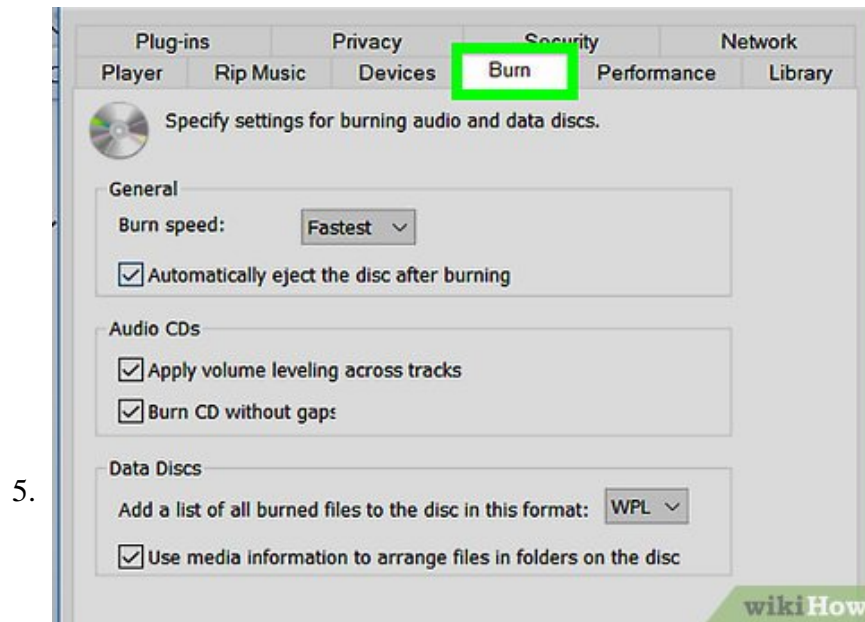 Plug-ins Privacy Security Network
Player Rip Music Devices Burn Performance Library
Specify settings for burning audio and data discs.
General
Burn speed: Fastest
Automatically eject the disc after burning
Audio CDs
Apply volume leveling across tracks
Burn CD without gaps
Data Discs
5.
Add a list of all burned files to the disc in this format: WPL
Use media information to arrange files in folders on the disc
wikiHow